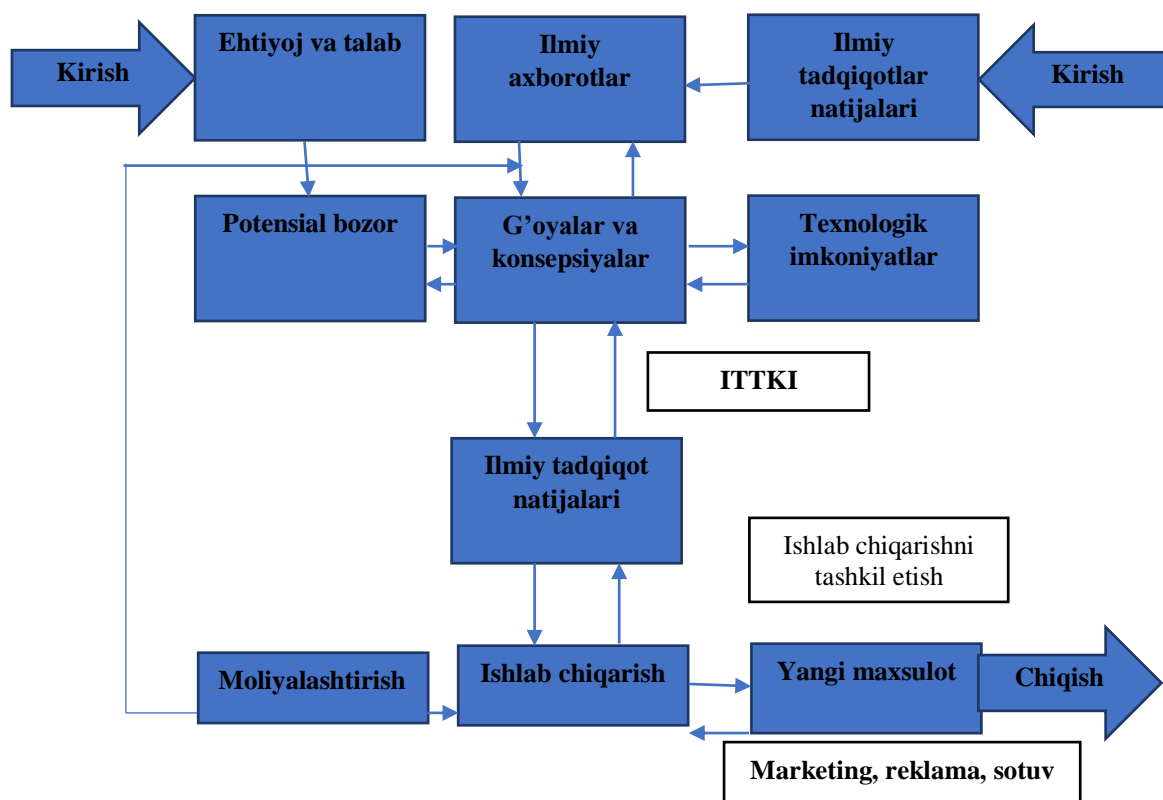 Kirish
Ehtiyoj va talab
Ilmiy
axborotlar
Ilmiy
tadqiqotlar
natijalari
Kirish
Potensial bozor
G’oyalar va
konsepsiyalar
Texnologik
imkoniyatlar
ITTKI
Ilmiy tadqiqot
natijalari
Ishlab chiqarishni
tashkil etish
Moliyalashtirish
Ishlab chiqarish
Yangi maxsulot
Chiqish
Marketing, reklama, sotuv